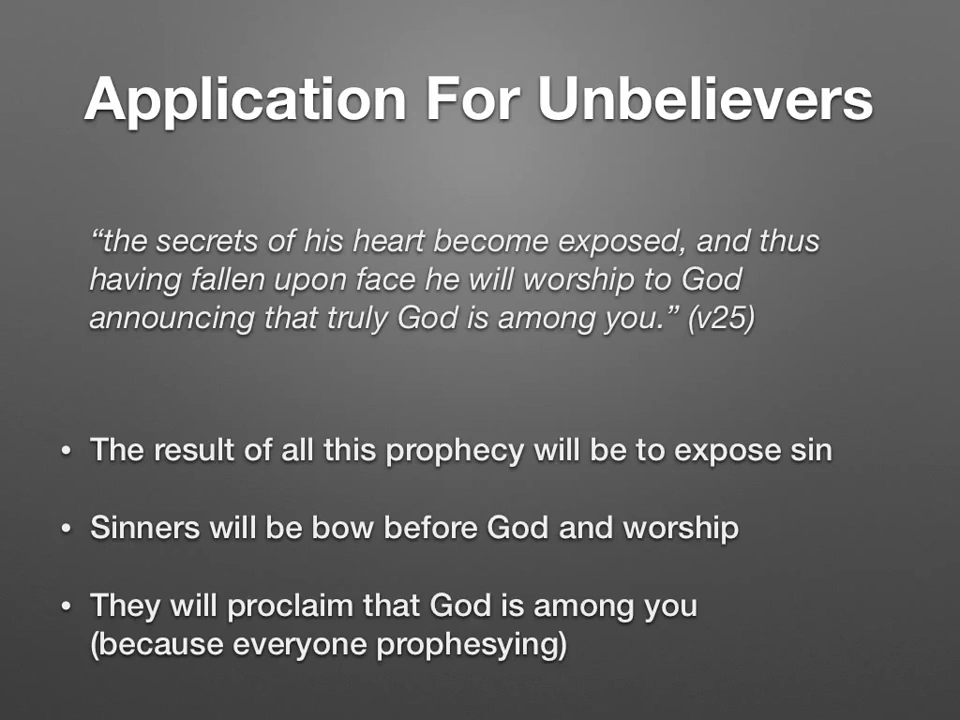 Application For Unbelievers
“the secrets of his heart become exposed, and thus
having fallen upon face he will worship to God
announcing that truly God is among you.” (v25)
• The result of all this prophecy will be to expose sin
• Sinners will be bow before God and worship
• They will proclaim that God is among you
(because everyone prophesying)